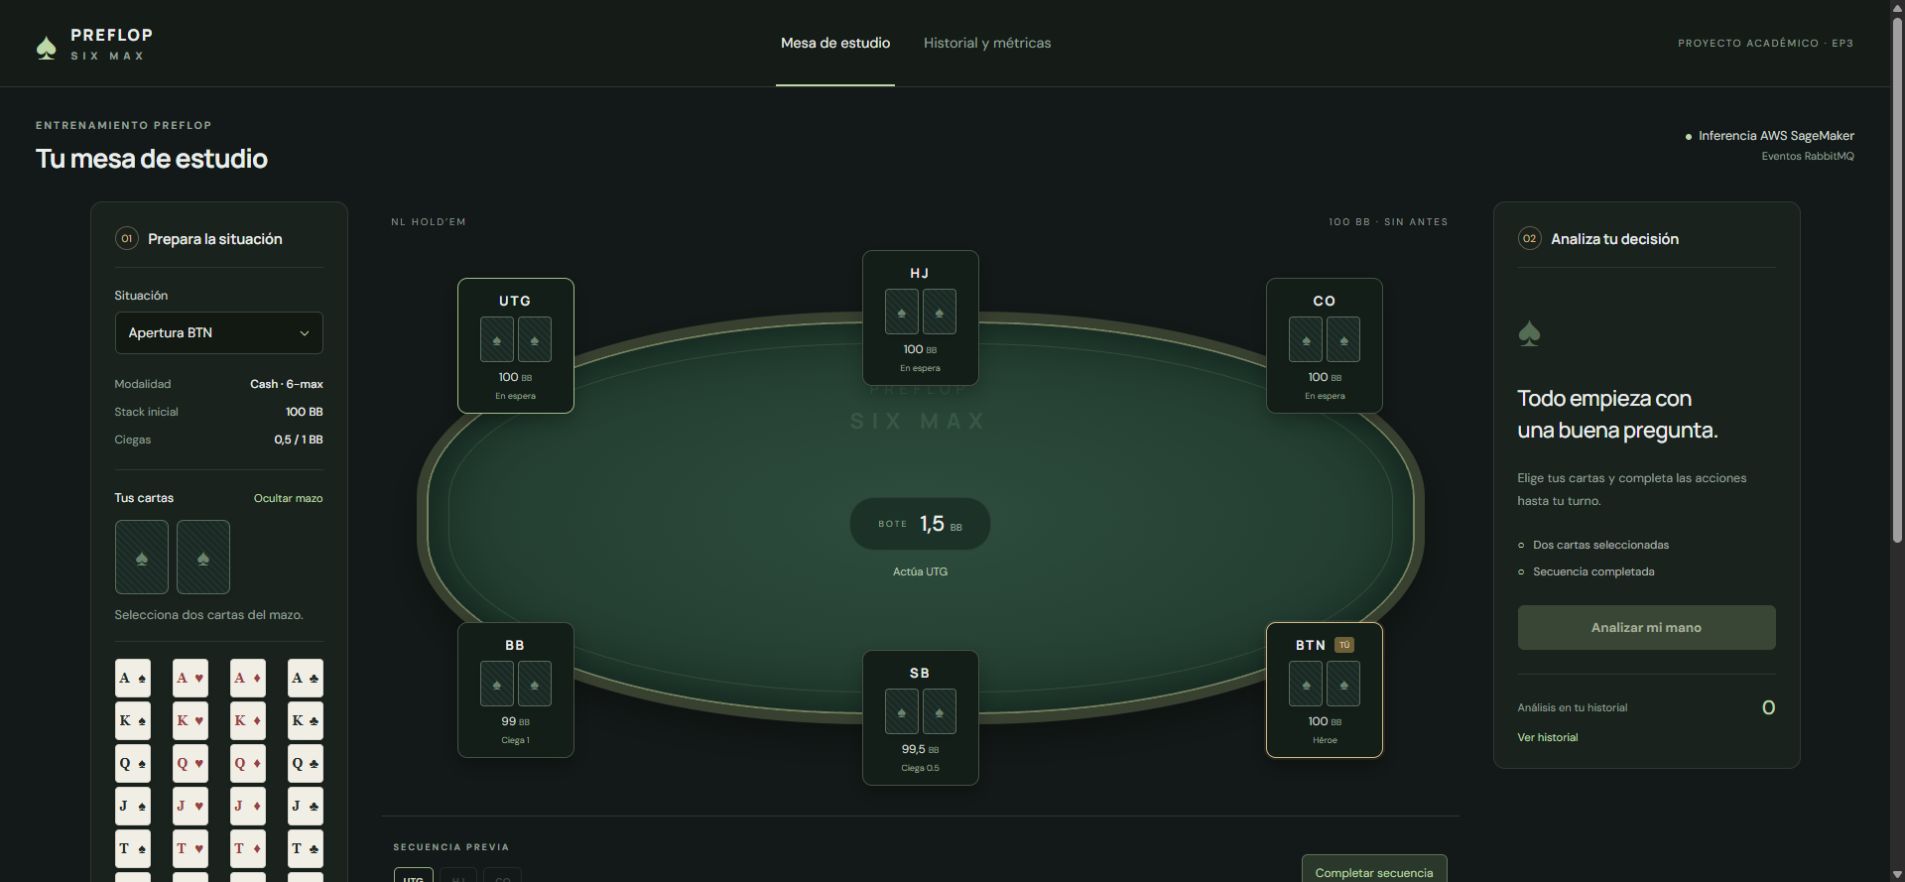 PREFLOP
SIX MAX
Mesa de estudio
Historial y métricas
PROYECTO ACADÉMICO · EP3
ENTRENAMIENTO PREFLOP
Tu mesa de estudio
Inferencia AWS SageMaker
Eventos RabbitMQ
01 Prepara la situación
Situación
Apertura BTN
Modalidad Cash · 6-max
Stack inicial 100 BB
Ciegas 0,5 / 1 BB
Tus cartas Ocultar mazo
Selecciona dos cartas del mazo.
A ♠ A ♥ A ♦ A ♣
K ♠ K ♥ K ♦ K ♣
Q ♠ Q ♥ Q ♦ Q ♣
J ♠ J ♥ J ♦ J ♣
T ♠ T ♥ T ♦ T ♣
NL HOLD'EM
100 BB · SIN ANTES
UTG
100 BB
En espera
HJ
100 BB
En espera
CO
100 BB
En espera
PREFLOP
SIX MAX
BOTE 1,5 BB
Actúa UTG
BB
99 BB
Ciega 1
SB
99,5 BB
Ciega 0.5
BTN TÚ
100 BB
Héroe
SECUENCIA PREVIA
UTG HJ CO
Completar secuencia
02 Analiza tu decisión
Todo empieza con
una buena pregunta.
Elige tus cartas y completa las acciones
hasta tu turno.
Dos cartas seleccionadas
Secuencia completada
Analizar mi mano
Análisis en tu historial 0
Ver historial